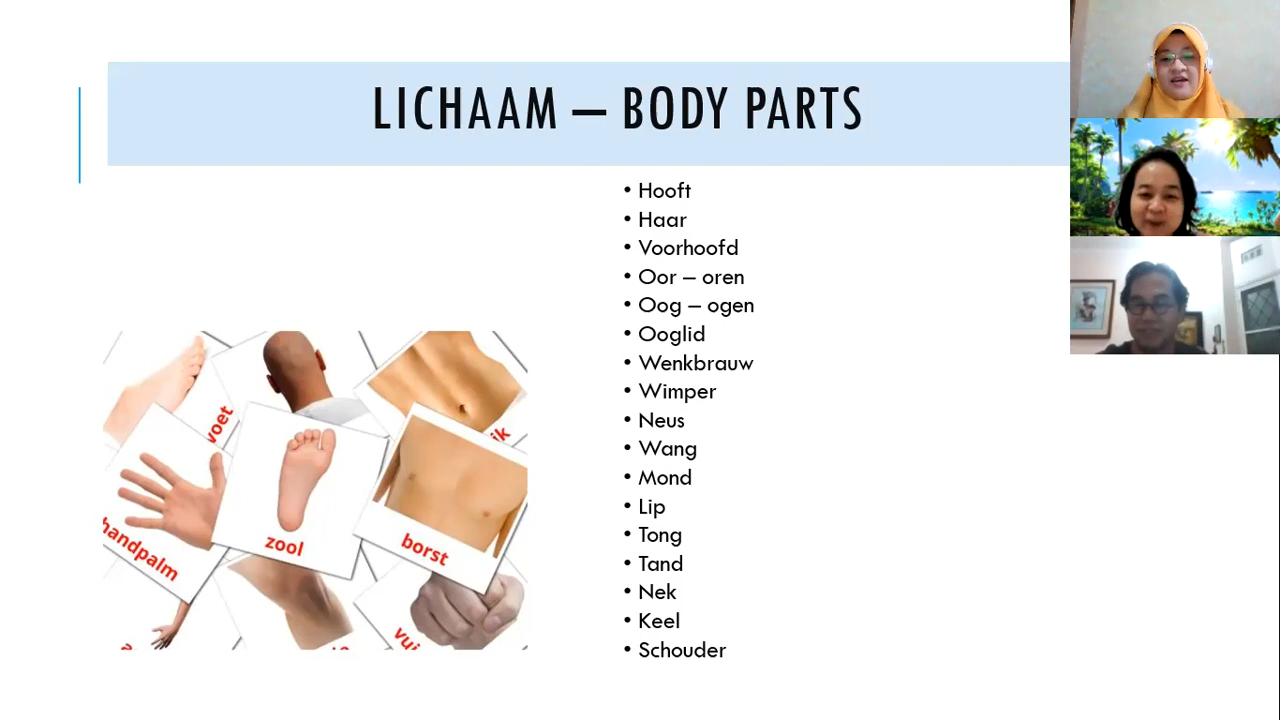 LICHAAM – BODY PARTS
• Hooft
• Haar
• Voorhoofd
• Oor – oren
• Oog – ogen
• Ooglid
• Wenkbrauw
• Wimper
• Neus
• Wang
• Mond
• Lip
• Tong
• Tand
• Nek
• Keel
• Schouder
voet
handpalm
zool
borst